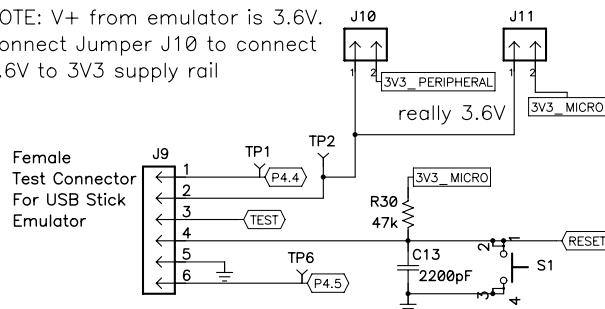 OTE: V+ from emulator is 3.6V.
onnect Jumper J10 to connect
.6V to 3V3 supply rail
J10
J11
1 2
1 2
3V3_PERIPHERAL
3V3_MICRO
really 3.6V
Female
Test Connector
For USB Stick
Emulator
J9
TP1
TP2
1
P4.4
2
3
TEST
4
5
6
TP6
P4.5
3V3_MICRO
R30
47k
C13
2200pF
2 1
RESET
S1
3 4